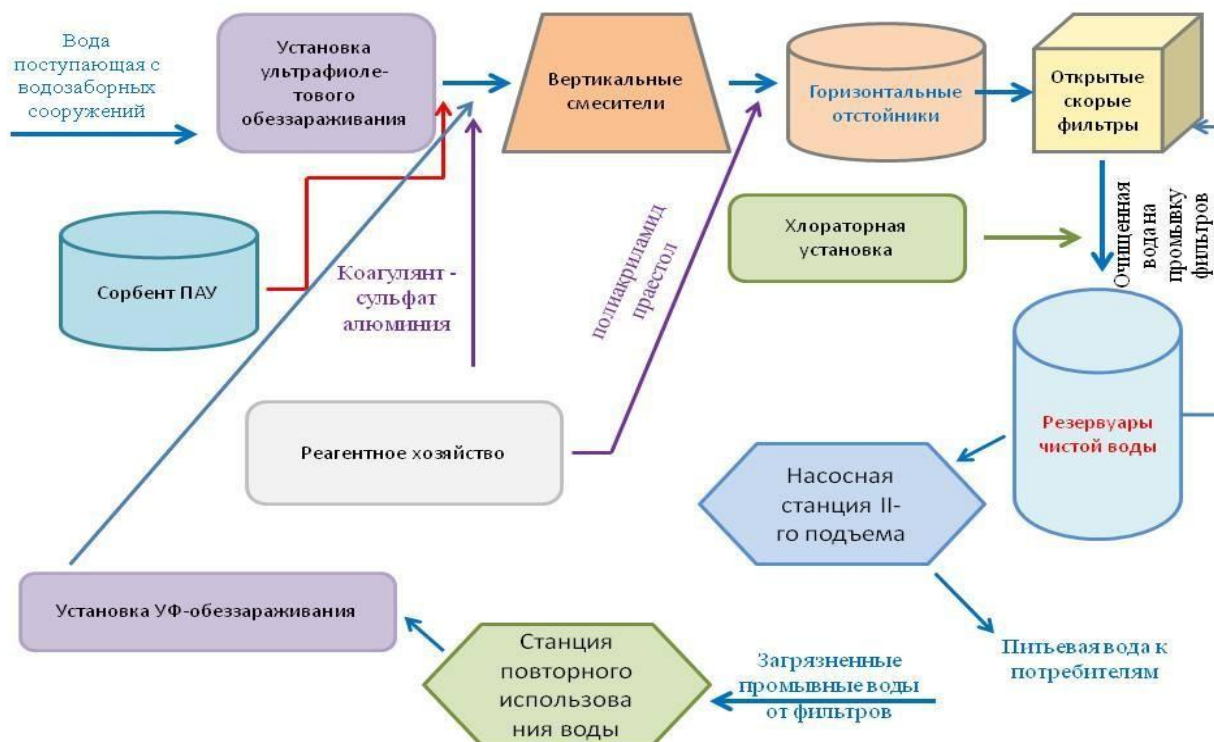 Вода
поступающая с
водозаборных
сооружений
Установка
ультрафиоле-
тового
обеззараживания
Вертикальные
смесители
Горизонтальные
отстойники
Открытые
скорые
фильтры
Сорбент ПАУ
Коагулянт -
сульфат
алюминия
полиакриламид
праестол
Хлораторная
установка
Очищенная
вода на
промывку
фильтров
Реагентное хозяйство
Резервуары
чистой воды
Насосная
станция II-
го подъема
Установка УФ-обеззараживания
Станция
повторного
использова
ния воды
Загрязненные
промывные воды
от фильтров
Питьевая вода к
потребителям